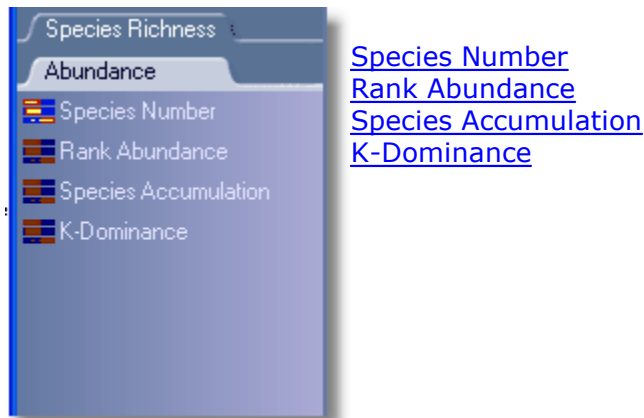 Species Richness
Abundance
Species Number
Rank Abundance
Species Accumulation
K-Dominance
Species Number
Rank Abundance
Species Accumulation
K-Dominance